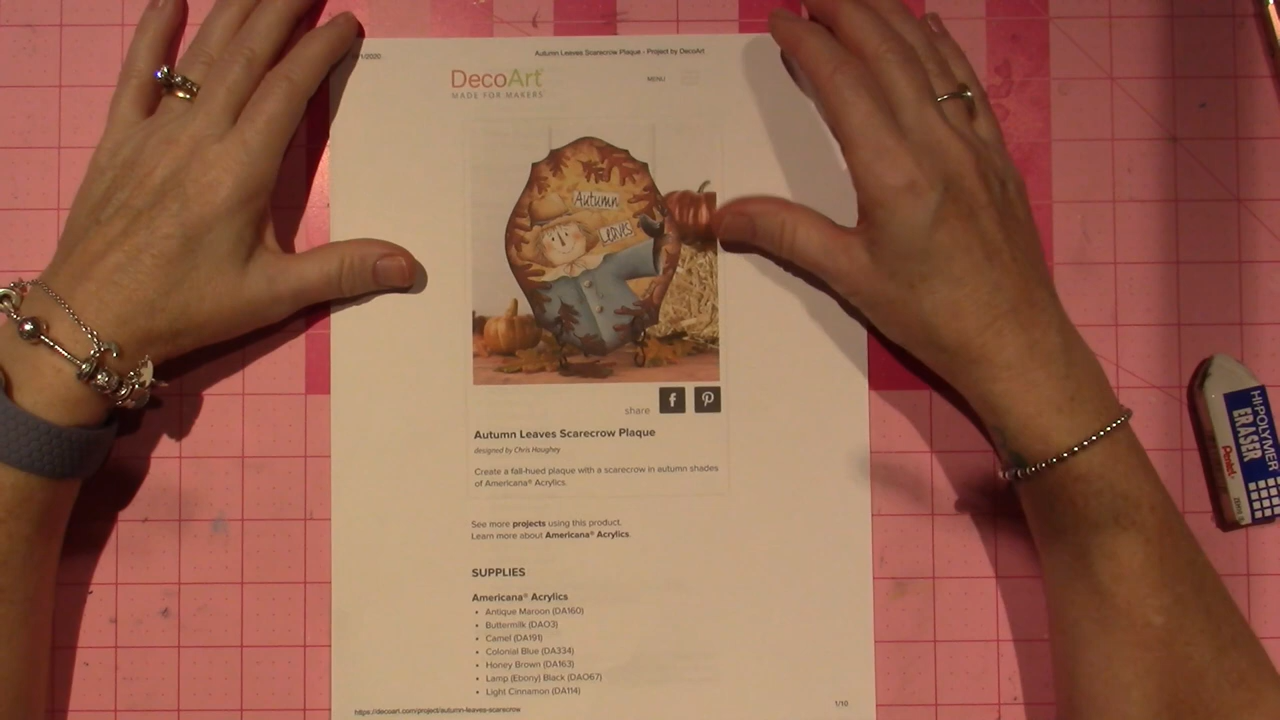 1/2020
Autumn Leaves Scarecrow Plaque - Project by DecoArt
DecoArt
MADE FOR MAKERS
MENU
Autumn
Leaves
share
Autumn Leaves Scarecrow Plaque
designed by Chris Haughey
Create a fall-hued plaque with a scarecrow in autumn shades
of Americana® Acrylics.
See more projects using this product.
Learn more about Americana® Acrylics.
SUPPLIES
Americana® Acrylics
• Antique Maroon (DA160)
• Buttermilk (DAO3)
• Camel (DA191)
• Colonial Blue (DA334)
• Honey Brown (DA163)
• Lamp (Ebony) Black (DAO67)
• Light Cinnamon (DA114)
https://decoart.com/project/autumn-leaves-scarecrow
1/10
HI-POLYMER
ERASER
Pentel